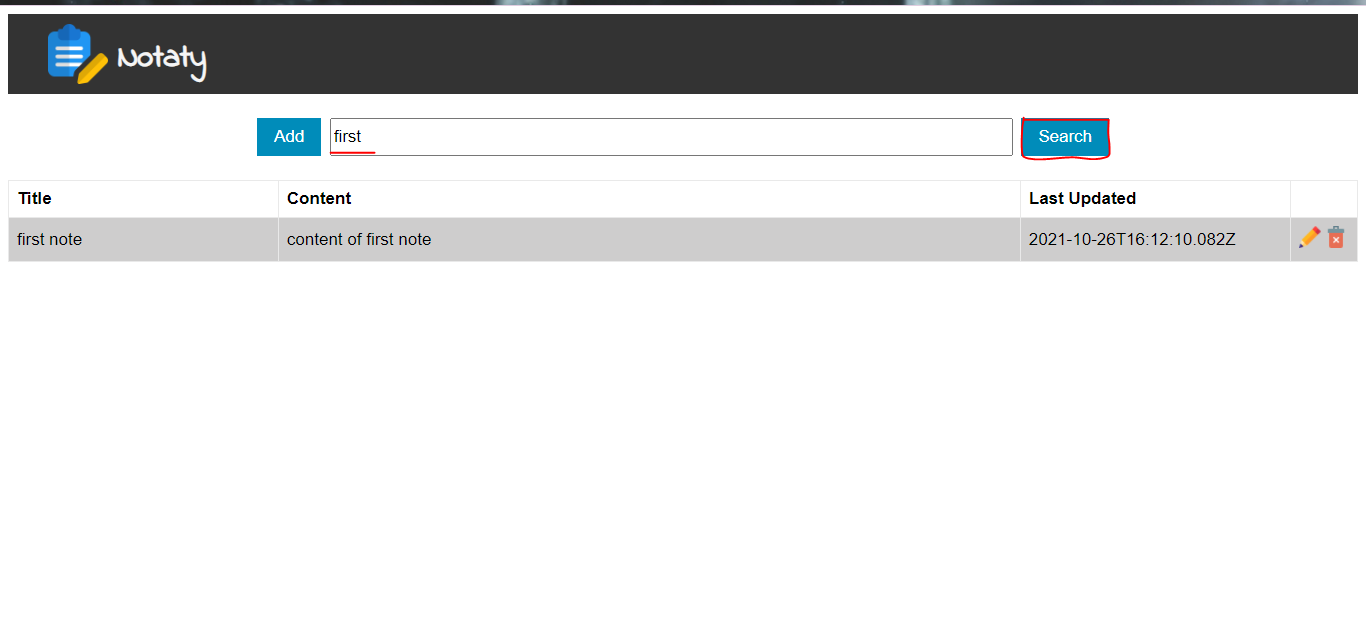 Notaty
Add first Search
Title Content Last Updated
first note content of first note 2021-10-26T16:12:10.082Z